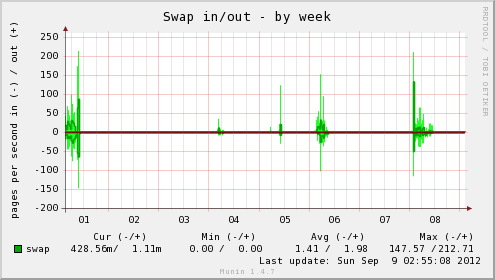 Swap in/out - by week
RRDTOOL / TOBI OETIKER
pages per second in (-) / out (+)
250
200
150
100
50
0
-50
-100
-150
-200
01 02 03 04 05 06 07 08
Cur (-/+) Min (-/+) Avg (-/+) Max (-/+)
swap 428.56m/ 1.11m 0.00 / 0.00 1.41 / 1.98 147.57 /212.71
Last update: Sun Sep 9 02:55:08 2012
Munin 1.4.7